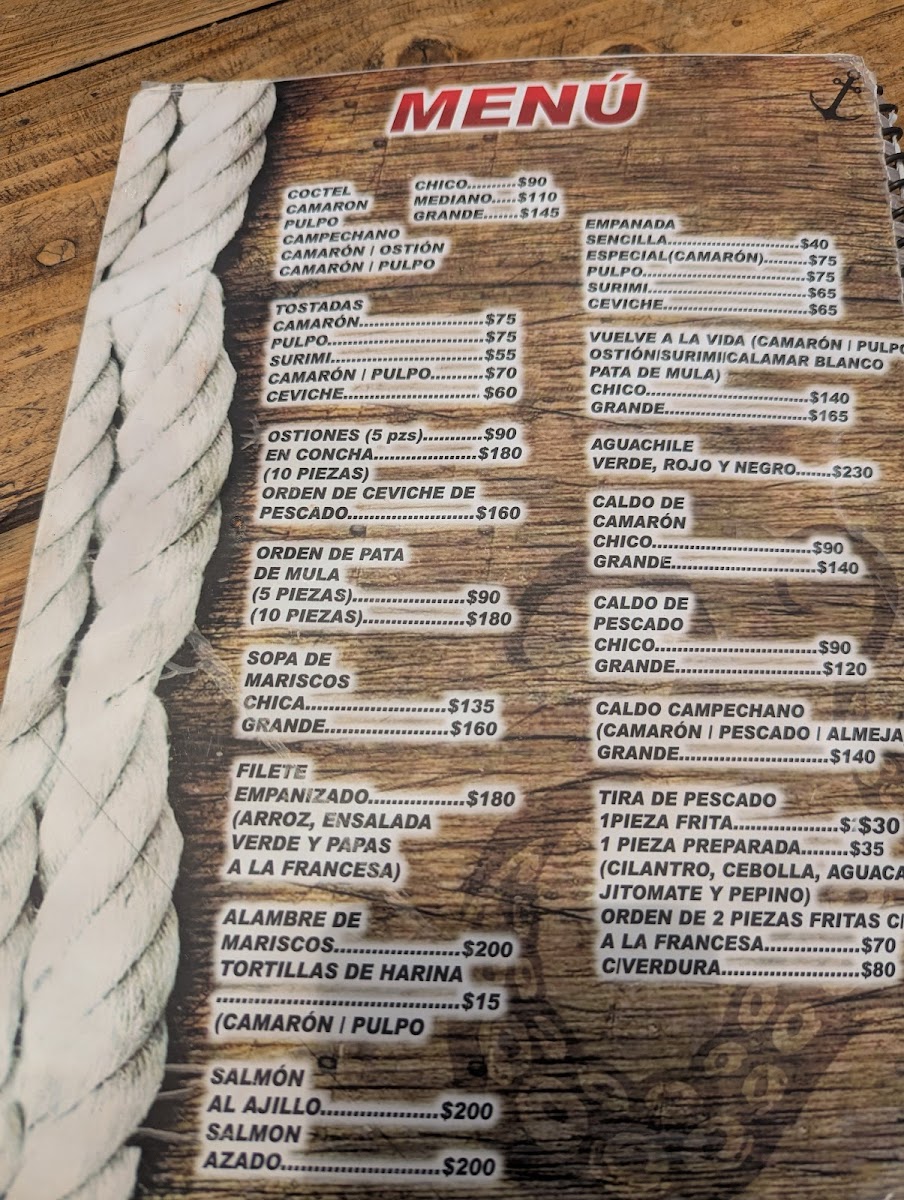 MENÚ
COCTEL
CAMARON
PULPO
CAMPECHANO
CAMARÓN / OSTIÓN
CAMARÓN / PULPO
CHICO..........$90
MEDIANO.....$110
GRANDE.......$145
TOSTADAS
CAMARÓN.......................$75
PULPO.............................$75
SURIMI.............................$55
CAMARÓN / PULPO.........$70
CEVICHE.......................... $60
OSTIONES (5 pzs)...........$90
EN CONCHA...................$180
(10 PIEZAS)
ORDEN DE CEVICHE DE
PESCADO.......................$160
ORDEN DE PATA
DE MULA
(5 PIEZAS)....................$90
(10 PIEZAS)..................$180
SOPA DE
MARISCOS
CHICA.........................$135
GRANDE......................$160
FILETE
EMPANIZADO................$180
(ARROZ, ENSALADA
VERDE Y PAPAS
A LA FRANCESA)
ALAMBRE DE
MARISCOS.....................$200
TORTILLAS DE HARINA
........................................$15
(CAMARÓN / PULPO
SALMÓN
AL AJILLO...................$200
SALMON
AZADO..........................$200
EMPANADA
SENCILLA..........................$40
ESPECIAL(CAMARÓN).........$75
PULPO................................$75
SURIMI................................$65
CEVICHE.............................$65
VUELVE A LA VIDA (CAMARÓN / PULPO
OSTIÓN/SURIMI/CALAMAR BLANCO
PATA DE MULA)
CHICO................................$140
GRANDE.............................$165
AGUACHILE
VERDE, ROJO Y NEGRO.......$230
CALDO DE
CAMARÓN
CHICO............................$90
GRANDE.........................$140
CALDO DE
PESCADO
CHICO............................$90
GRANDE.........................$120
CALDO CAMPECHANO
(CAMARÓN / PESCADO / ALMEJA
GRANDE.........................$140
TIRA DE PESCADO
1PIEZA FRITA..................$ $30
1 PIEZA PREPARADA........$35
(CILANTRO, CEBOLLA, AGUACA
JITOMATE Y PEPINO)
ORDEN DE 2 PIEZAS FRITAS C/
A LA FRANCESA................$70
C/VERDURA.......................$80